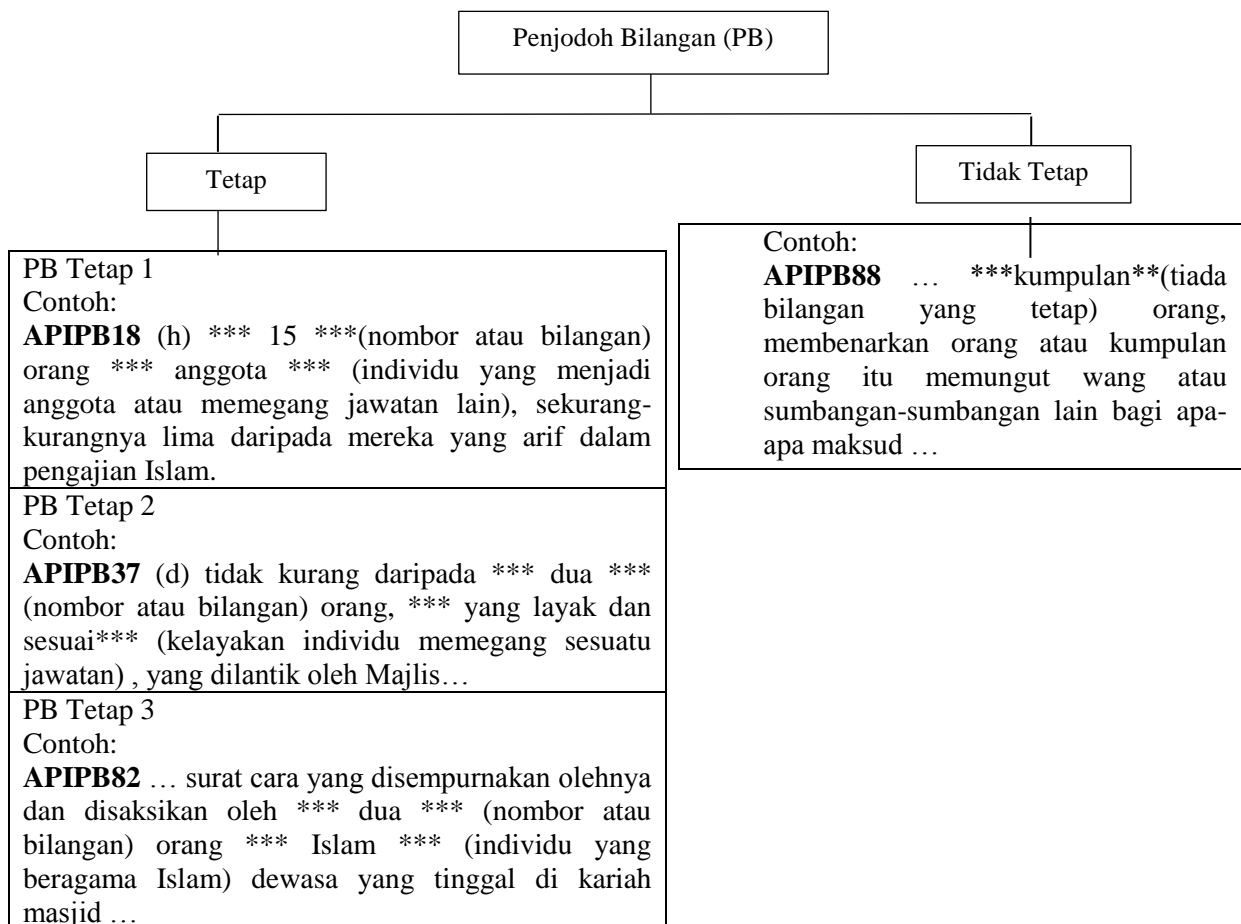 Penjodoh Bilangan (PB)
Tetap
Tidak Tetap
PB Tetap 1
Contoh:
APIPB18 (h) *** 15 ***(nombor atau bilangan)
orang *** anggota *** (individu yang menjadi
anggota atau memegang jawatan lain), sekurang-
kurangnya lima daripada mereka yang arif dalam
pengajian Islam.
PB Tetap 2
Contoh:
APIPB37 (d) tidak kurang daripada *** dua ***
(nombor atau bilangan) orang, *** yang layak dan
sesuai*** (kelayakan individu memegang sesuatu
jawatan) , yang dilantik oleh Majlis…
PB Tetap 3
Contoh:
APIPB82 … surat cara yang disempurnakan olehnya
dan disaksikan oleh *** dua *** (nombor atau
bilangan) orang *** Islam *** (individu yang
beragama Islam) dewasa yang tinggal di kariah
masjid …
Contoh:
APIPB88 … ***kumpulan**(tiada
bilangan yang tetap) orang,
membenarkan orang atau kumpulan
orang itu memungut wang atau
sumbangan-sumbangan lain bagi apa-
apa maksud …